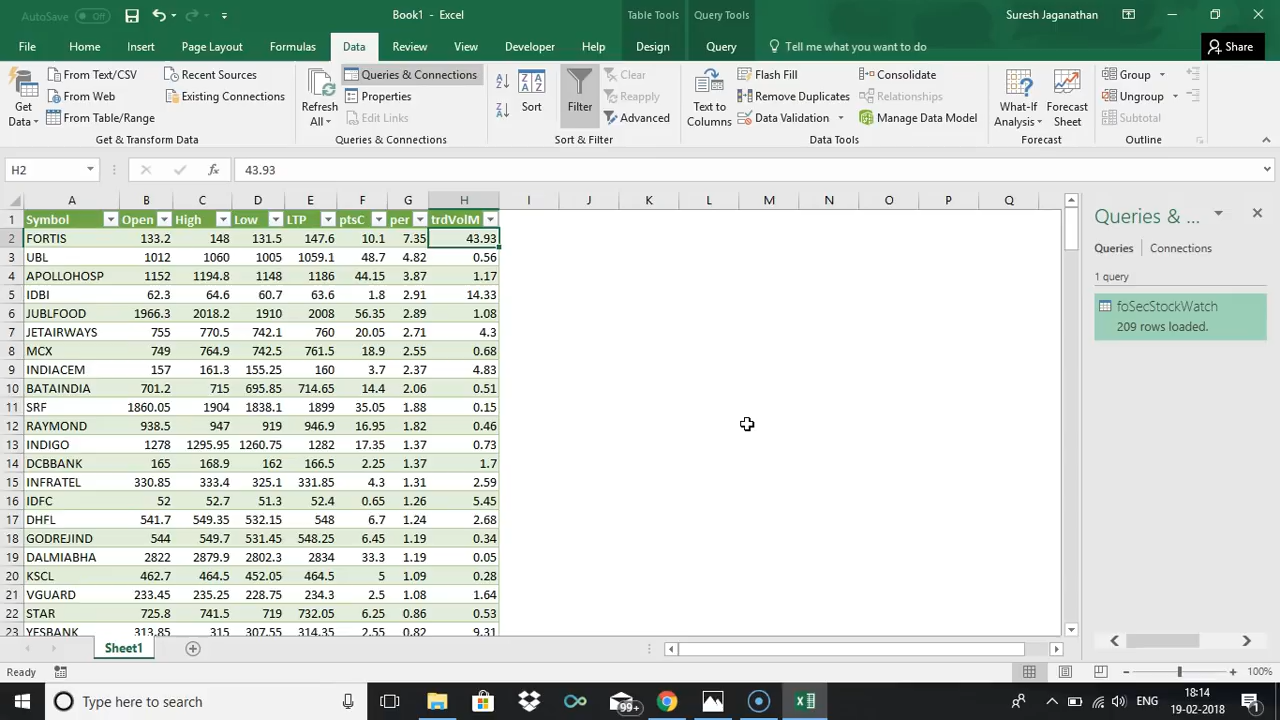 AutoSave Off Book1 - Excel Table Tools Query Tools Suresh Jaganathan
File Home Insert Page Layout Formulas Data Review View Developer Help Design Query Tell me what you want to do Share
Get Data
From Text/CSV
From Web
From Table/Range
Recent Sources
Existing Connections
Get & Transform Data
Refresh All
Queries & Connections
Properties
Edit Links
Queries & Connections
Sort
Filter
Clear
Reapply
Advanced
Sort & Filter
Text to Columns
Flash Fill
Remove Duplicates
Data Validation
Consolidate
Relationships
Manage Data Model
Data Tools
What-If Analysis
Forecast Sheet
Forecast
Group
Ungroup
Subtotal
Outline
H2 fx 43.93
A B C D E F G H I J K L M N O P Q
1 Symbol Open High Low LTP ptsC per trdVolM
2 FORTIS 133.2 148 131.5 147.6 10.1 7.35 43.93
3 UBL 1012 1060 1005 1059.1 48.7 4.82 0.56
4 APOLLOHOSP 1152 1194.8 1148 1186 44.15 3.87 1.17
5 IDBI 62.3 64.6 60.7 63.6 1.8 2.91 14.33
6 JUBLFOOD 1966.3 2018.2 1910 2008 56.35 2.89 1.08
7 JETAIRWAYS 755 770.5 742.1 760 20.05 2.71 4.3
8 MCX 749 764.9 742.5 761.5 18.9 2.55 0.68
9 INDIACEM 157 161.3 155.25 160 3.7 2.37 4.83
10 BATAINDIA 701.2 715 695.85 714.65 14.4 2.06 0.51
11 SRF 1860.05 1904 1838.1 1899 35.05 1.88 0.15
12 RAYMOND 938.5 947 919 946.9 16.95 1.82 0.46
13 INDIGO 1278 1295.95 1260.75 1282 17.35 1.37 0.73
14 DCBBANK 165 168.9 162 166.5 2.25 1.37 1.7
15 INFRATEL 330.85 333.4 325.1 331.85 4.3 1.31 2.59
16 IDFC 52 52.7 51.3 52.4 0.65 1.26 5.45
17 DHFL 541.7 549.35 532.15 548 6.7 1.24 2.68
18 GODREJIND 544 549.7 531.45 548.25 6.45 1.19 0.34
19 DALMIABHA 2822 2879.9 2802.3 2834 33.3 1.19 0.05
20 KSCL 462.7 464.5 452.05 464.5 5 1.09 0.28
21 VGUARD 233.45 235.25 228.75 234.3 2.5 1.08 1.64
22 STAR 725.8 741.5 719 732.05 6.25 0.86 0.53
23 YESBANK 313.85 315 307.55 314.35 2.55 0.82 9.31
Queries & ...
Queries Connections
1 query
foSecStockWatch
209 rows loaded.
Sheet1
Ready 100%
Type here to search 99+ ENG 18:14
19-02-2018 1